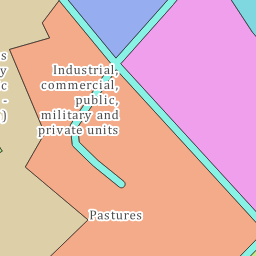 Industrial,
commercial,
public,
military and
private units
s
y
c
-
)
Pastures